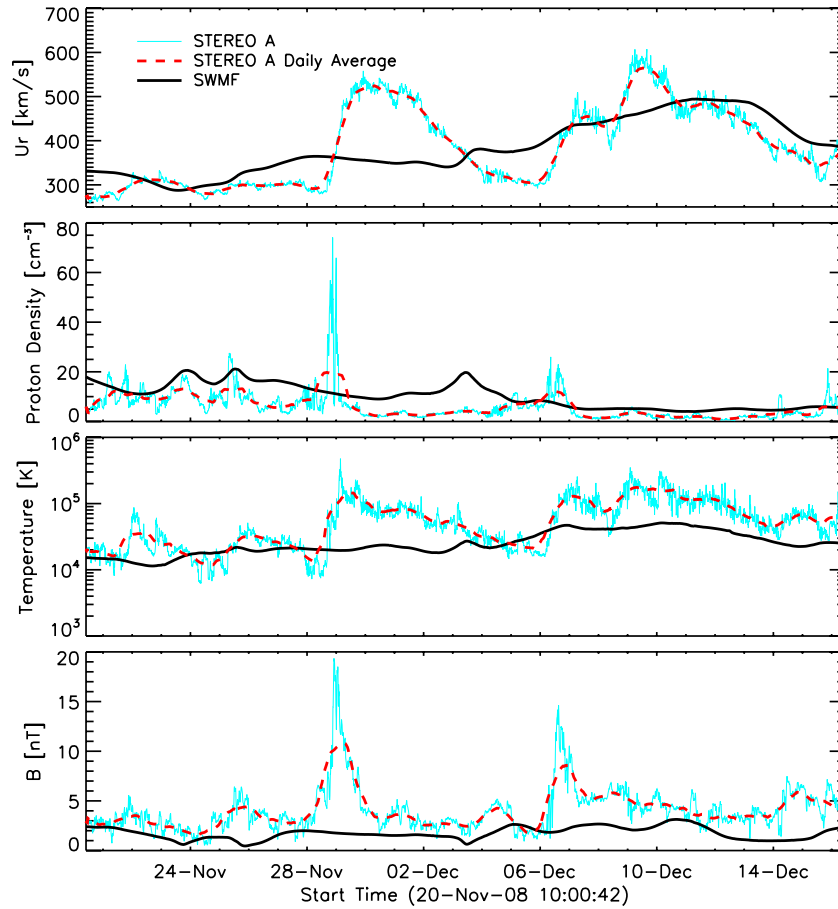 700
600
500
400
300
Ur [km/s]
STEREO A
STEREO A Daily Average
SWMF
80
60
40
20
0
Proton Density [cm⁻³]
10⁶
10⁵
10⁴
10³
Temperature [K]
20
15
10
5
0
B [nT]
24-Nov 28-Nov 02-Dec 06-Dec 10-Dec 14-Dec
Start Time (20-Nov-08 10:00:42)